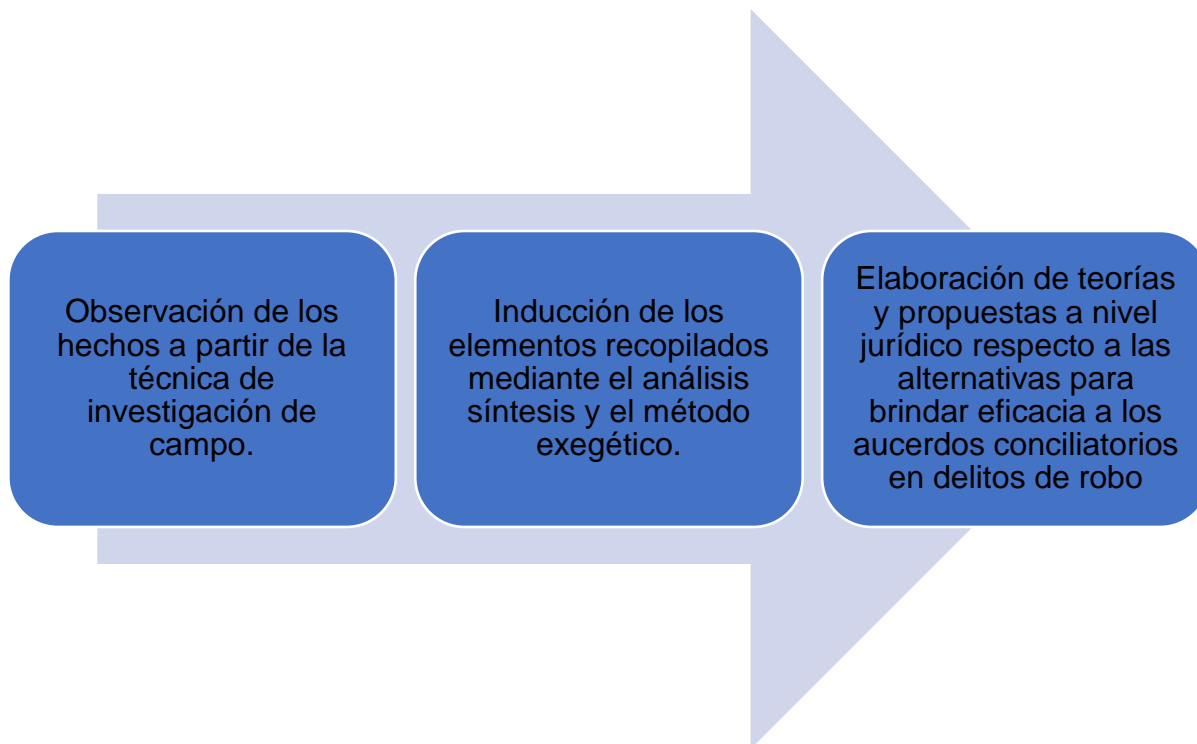 Observación de los
hechos a partir de la
técnica de
investigación de
campo.
Inducción de los
elementos recopilados
mediante el análisis
síntesis y el método
exegético.
Elaboración de teorías
y propuestas a nivel
jurídico respecto a las
alternativas para
brindar eficacia a los
aucerdos conciliatorios
en delitos de robo